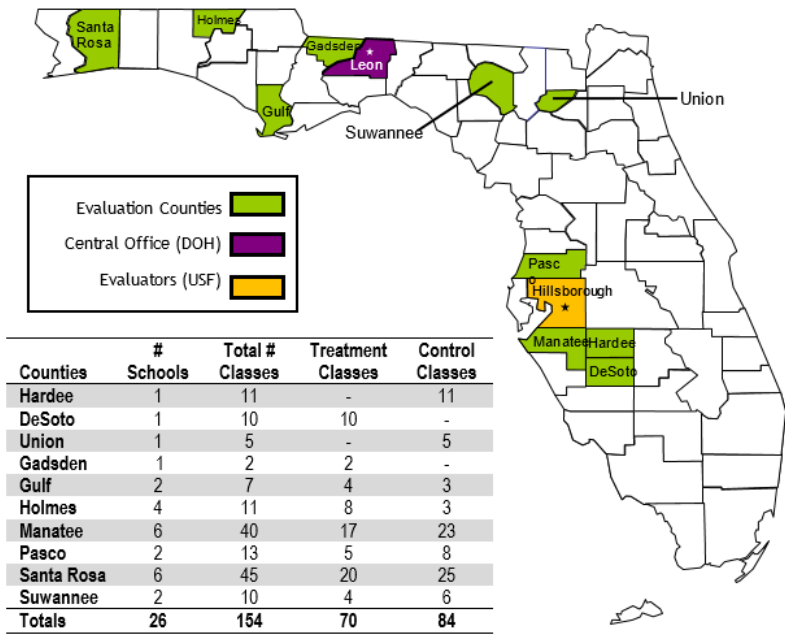 Santa
Rosa
Holmes
Gadsden
Leon
Gulf
Suwannee
Union
Evaluation Counties
Central Office (DOH)
Evaluators (USF)
Pasc
o
Hillsborough
Manatee
Hardee
DeSoto
Counties # Schools Total # Classes Treatment Classes Control Classes
Hardee 1 11 - 11
DeSoto 1 10 10 -
Union 1 5 - 5
Gadsden 1 2 2 -
Gulf 2 7 4 3
Holmes 4 11 8 3
Manatee 6 40 17 23
Pasco 2 13 5 8
Santa Rosa 6 45 20 25
Suwannee 2 10 4 6
Totals 26 154 70 84